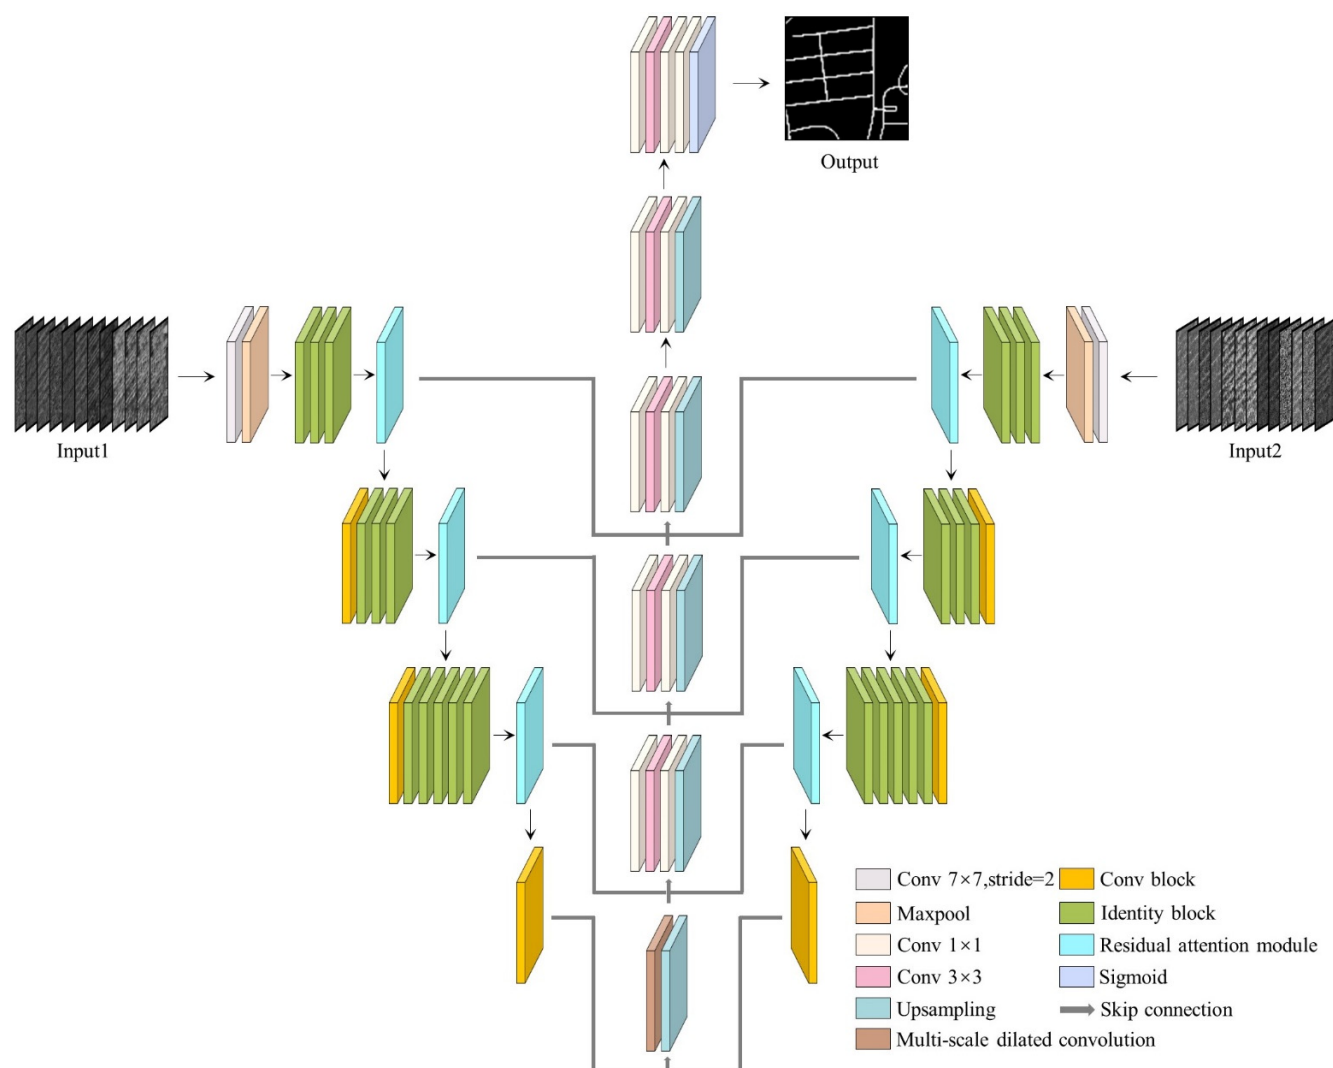 Output
Input1
Input2
Conv 7×7,stride=2
Maxpool
Conv 1×1
Conv 3×3
Upsampling
Multi-scale dilated convolution
Conv block
Identity block
Residual attention module
Sigmoid
Skip connection